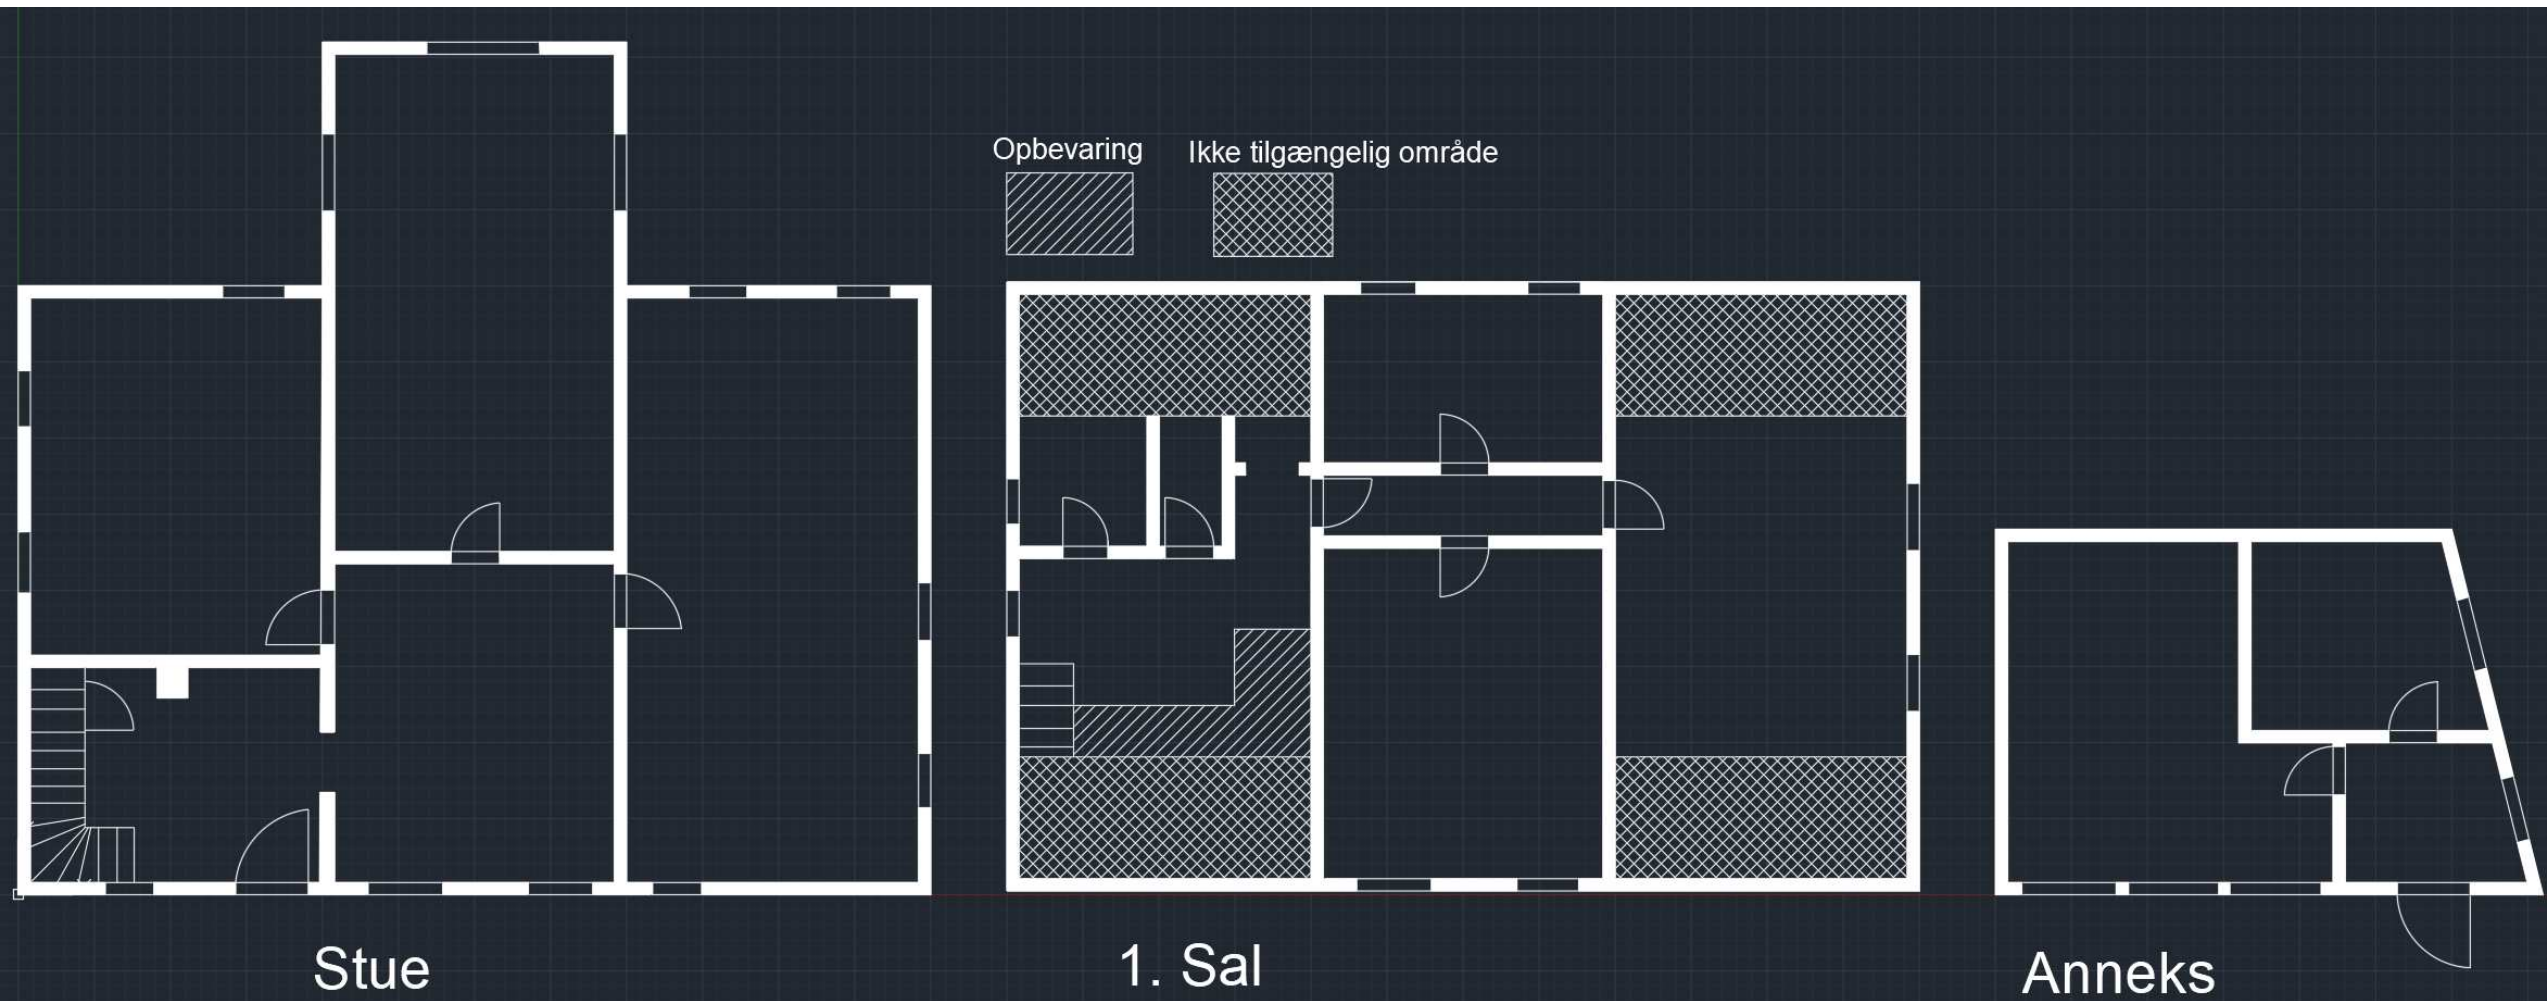 Opbevaring
Ikke tilgængelig område
Stue
1. Sal
Anneks